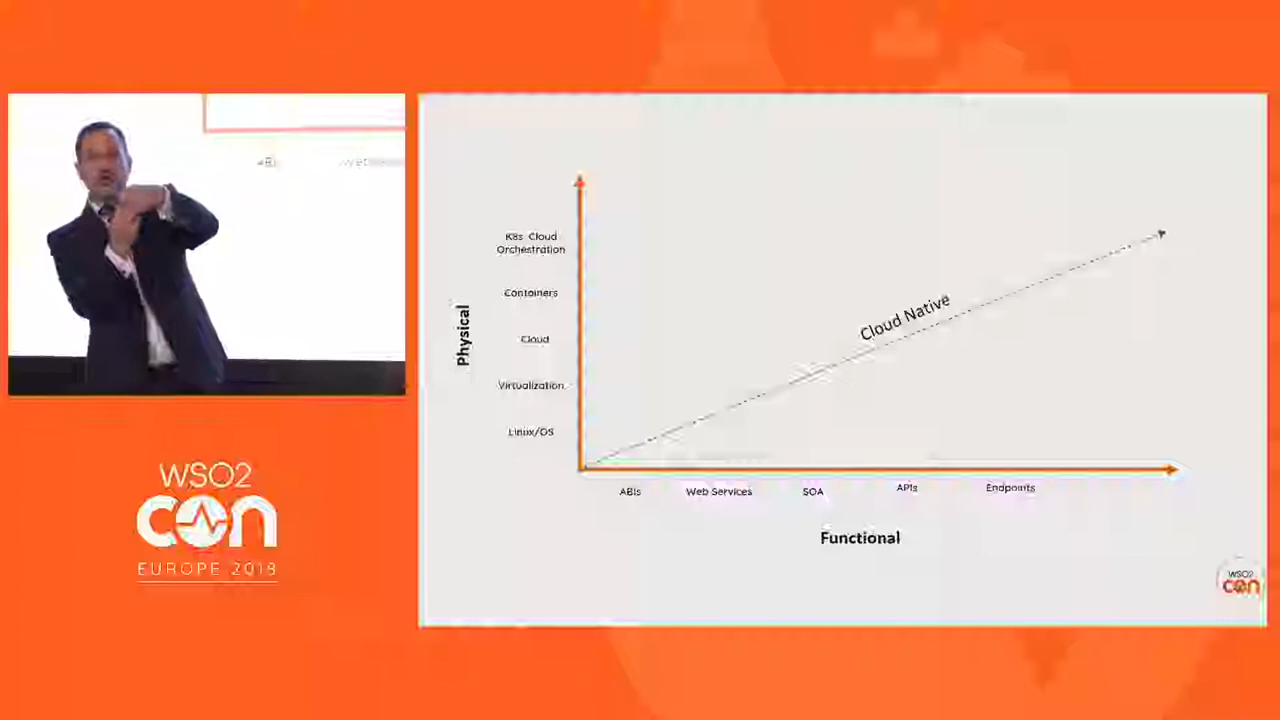 WSO2
CON
EUROPE 2018
K8s Cloud
Orchestration
Containers
Cloud
Virtualization
Linux/OS
Physical
Cloud Native
ABIs
Web Services
SOA
APIs
Endpoints
Functional
WSO2
CON